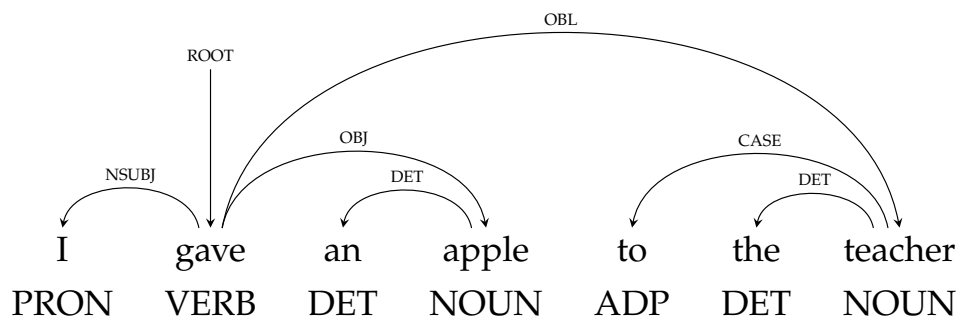 OBL
ROOT
OBJ CASE
NSUBJ DET DET
I gave an apple to the teacher
PRON VERB DET NOUN ADP DET NOUN